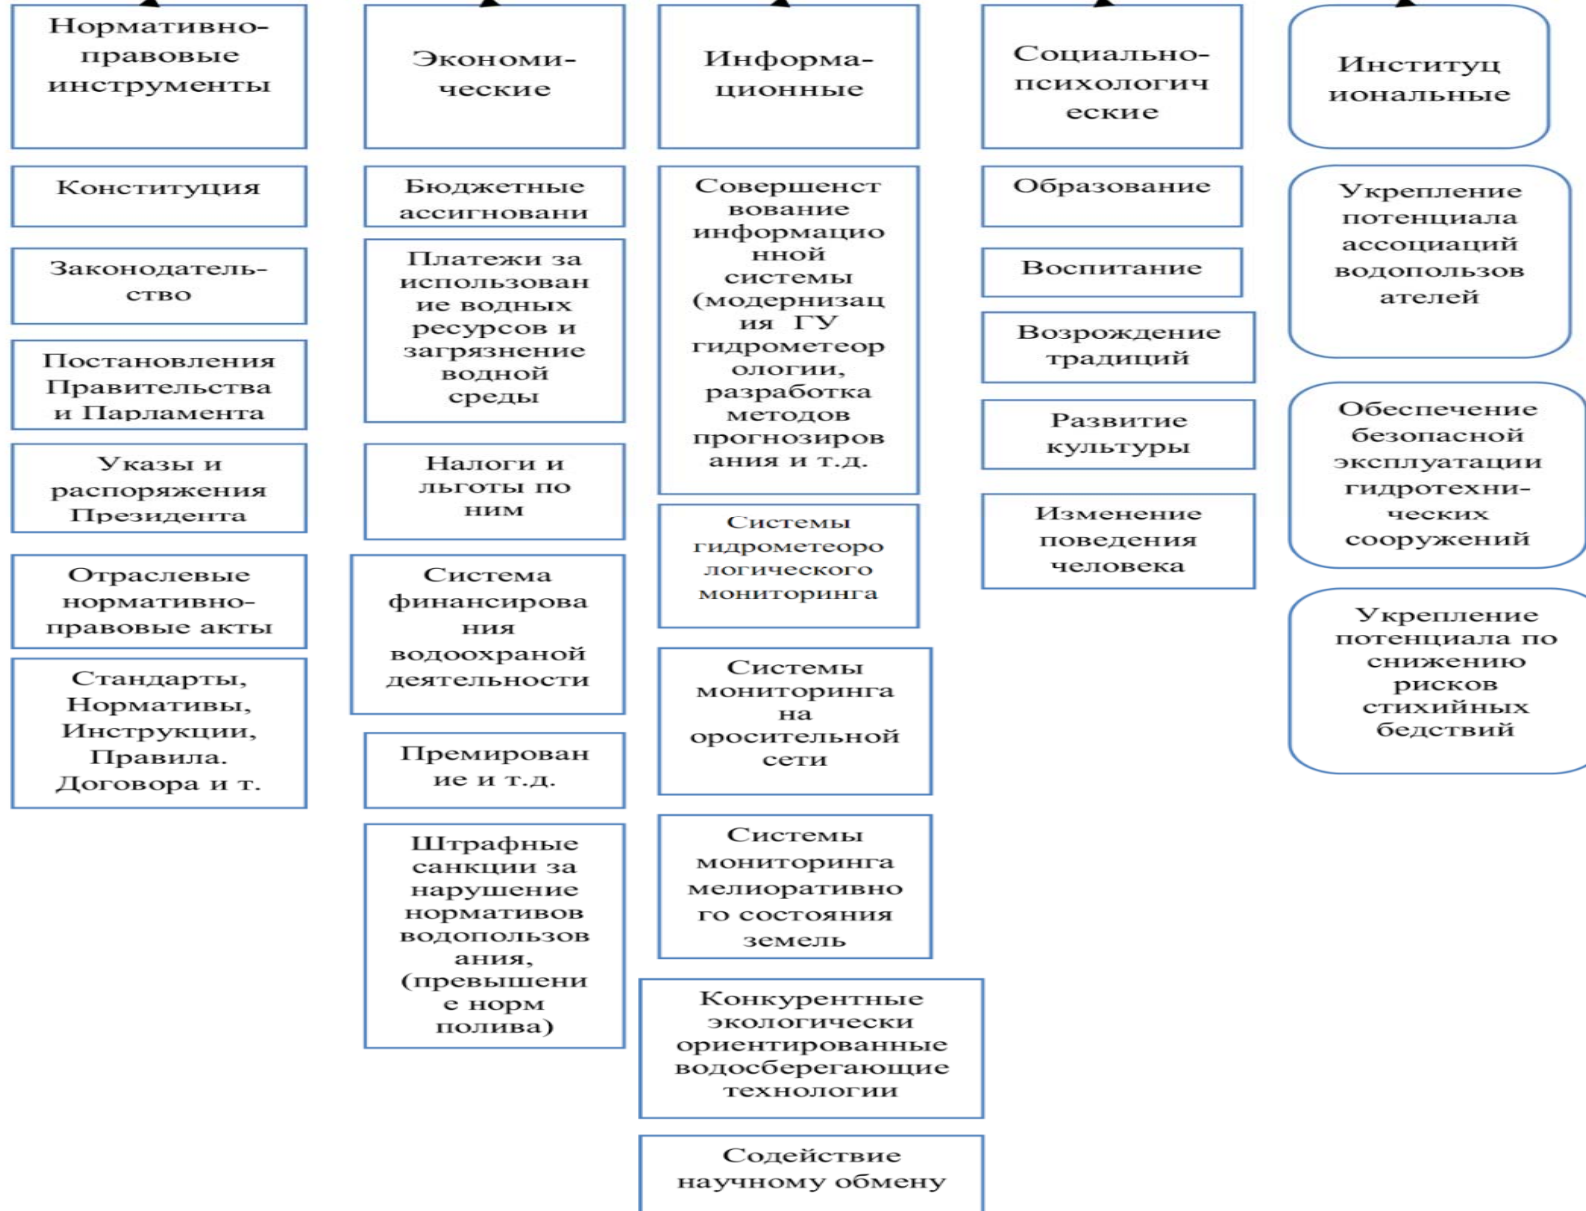 Нормативно-
правовые
инструменты
Конституция
Законодатель-
ство
Постановления
Правительства
и Парламента
Указы и
распоряжения
Президента
Отраслевые
нормативно-
правовые акты
Стандарты,
Нормативы,
Инструкции,
Правила.
Договора и т.
Экономи-
ческие
Бюджетные
ассигновани
Платежи за
использован
ие водных
ресурсов и
загрязнение
водной
среды
Налоги и
льготы по
ним
Система
финансирова
ния
водоохраной
деятельности
Премирован
ие и т.д.
Штрафные
санкции за
нарушение
нормативов
водопользов
ания,
(превышени
е норм
полива)
Информа-
ционные
Совершенст
вование
информацио
нной
системы
(модернизац
ия ГУ
гидрометеор
ологии,
разработка
методов
прогнозиров
ания и т.д.
Системы
гидрометеоро
логического
мониторинга
Системы
мониторинга
на
оросительной
сети
Системы
мониторинга
мелиоративно
го состояния
земель
Конкурентные
экологически
ориентированные
водосберегающие
технологии
Содействие
научному обмену
Социально-
психологич
еские
Образование
Воспитание
Возрождение
традиций
Развитие
культуры
Изменение
поведения
человека
Институц
иональные
Укрепление
потенциала
ассоциаций
водопользов
ателей
Обеспечение
безопасной
эксплуатации
гидротехни-
ческих
сооружений
Укрепление
потенциала по
снижению
рисков
стихийных
бедствий